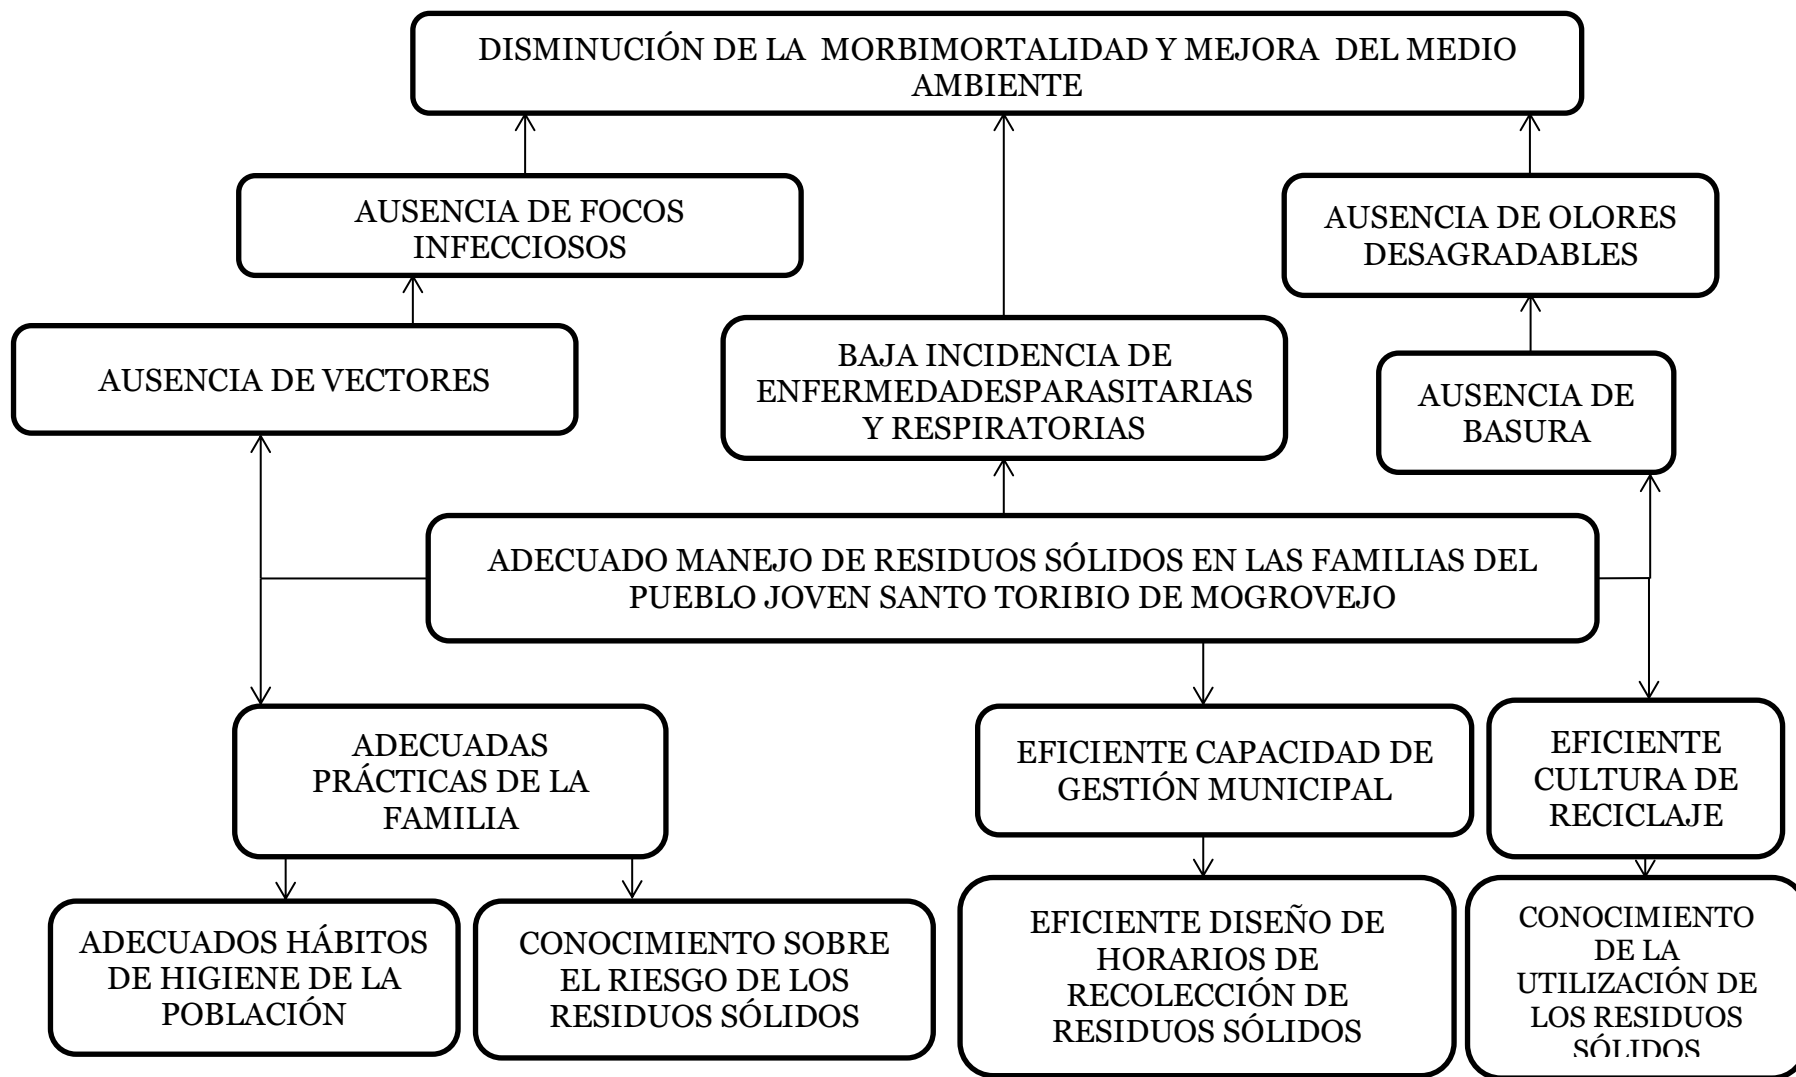 DISMINUCIÓN DE LA MORBIMORTALIDAD Y MEJORA DEL MEDIO
AMBIENTE
AUSENCIA DE FOCOS
INFECCIOSOS
AUSENCIA DE OLORES
DESAGRADABLES
AUSENCIA DE VECTORES
BAJA INCIDENCIA DE
ENFERMEDADESPARASITARIAS
Y RESPIRATORIAS
AUSENCIA DE
BASURA
ADECUADO MANEJO DE RESIDUOS SÓLIDOS EN LAS FAMILIAS DEL
PUEBLO JOVEN SANTO TORIBIO DE MOGROVEJO
ADECUADAS
PRÁCTICAS DE LA
FAMILIA
EFICIENTE CAPACIDAD DE
GESTIÓN MUNICIPAL
EFICIENTE
CULTURA DE
RECICLAJE
ADECUADOS HÁBITOS
DE HIGIENE DE LA
POBLACIÓN
CONOCIMIENTO SOBRE
EL RIESGO DE LOS
RESIDUOS SÓLIDOS
EFICIENTE DISEÑO DE
HORARIOS DE
RECOLECCIÓN DE
RESIDUOS SÓLIDOS
CONOCIMIENTO
DE LA
UTILIZACIÓN DE
LOS RESIDUOS
SÓLIDOS